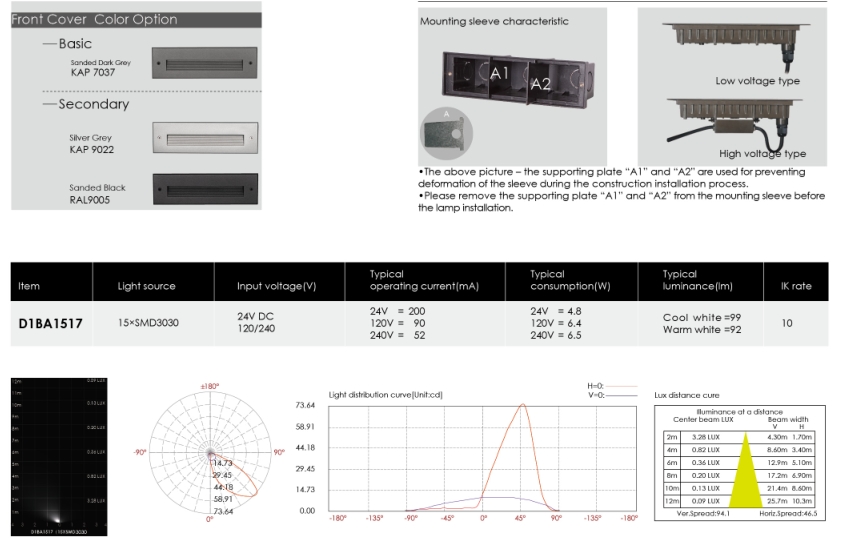 Front Cover Color Option
Basic
Sanded Dark Grey
KAP 7037
Secondary
Silver Grey
KAP 9022
Sanded Black
RAL9005
Mounting sleeve characteristic
A1
A2
A
Low voltage type
High voltage type
•The above picture – the supporting plate “A1” and “A2” are used for preventing
deformation of the sleeve during the construction installation process.
•Please remove the supporting plate “A1” and “A2” from the mounting sleeve before
the lamp installation.
Item Light source Input voltage(V) Typical operating current(mA) Typical consumption(W) Typical luminance(lm) IK rate
D1BA1517 15×SMD3030 24V DC
120/240
24V = 200
120V = 90
240V = 52
24V = 4.8
120V = 6.4
240V = 6.5
Cool white =99
Warm white =92
10
D1BA1517 15XSMD3030
±180°
-90° 90°
14.73
29.45
44.18
58.91
73.64
0°
Light distribution curve[Unit:cd]
H=0:
V=0:
73.64
58.91
44.18
29.45
14.73
0.00
-180° -135° -90° -45° 0° 45° 90° -135° -180°
Lux distance cure
Illuminance at a distance
Center beam LUX Beam width
V H
2m 3.28 LUX 4.30m 1.70m
4m 0.82 LUX 8.60m 3.40m
6m 0.36 LUX 12.9m 5.10m
8m 0.20 LUX 17.2m 6.90m
10m 0.13 LUX 21.4m 8.60m
12m 0.09 LUX 25.7m 10.3m
Ver.Spread:94.1 Horiz.Spread:46.5